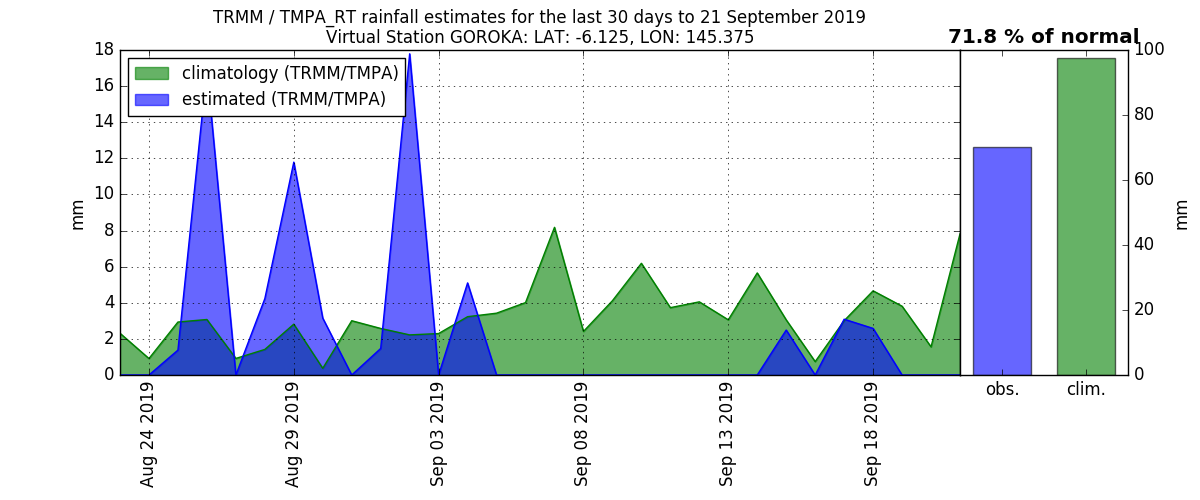 TRMM / TMPA_RT rainfall estimates for the last 30 days to 21 September 2019
Virtual Station GOROKA: LAT: -6.125, LON: 145.375
71.8 % of normal
climatology (TRMM/TMPA)
estimated (TRMM/TMPA)
18
16
14
12
10
8
6
4
2
0
mm
Aug 24 2019
Aug 29 2019
Sep 03 2019
Sep 08 2019
Sep 13 2019
Sep 18 2019
100
80
60
40
20
0
mm
obs.
clim.